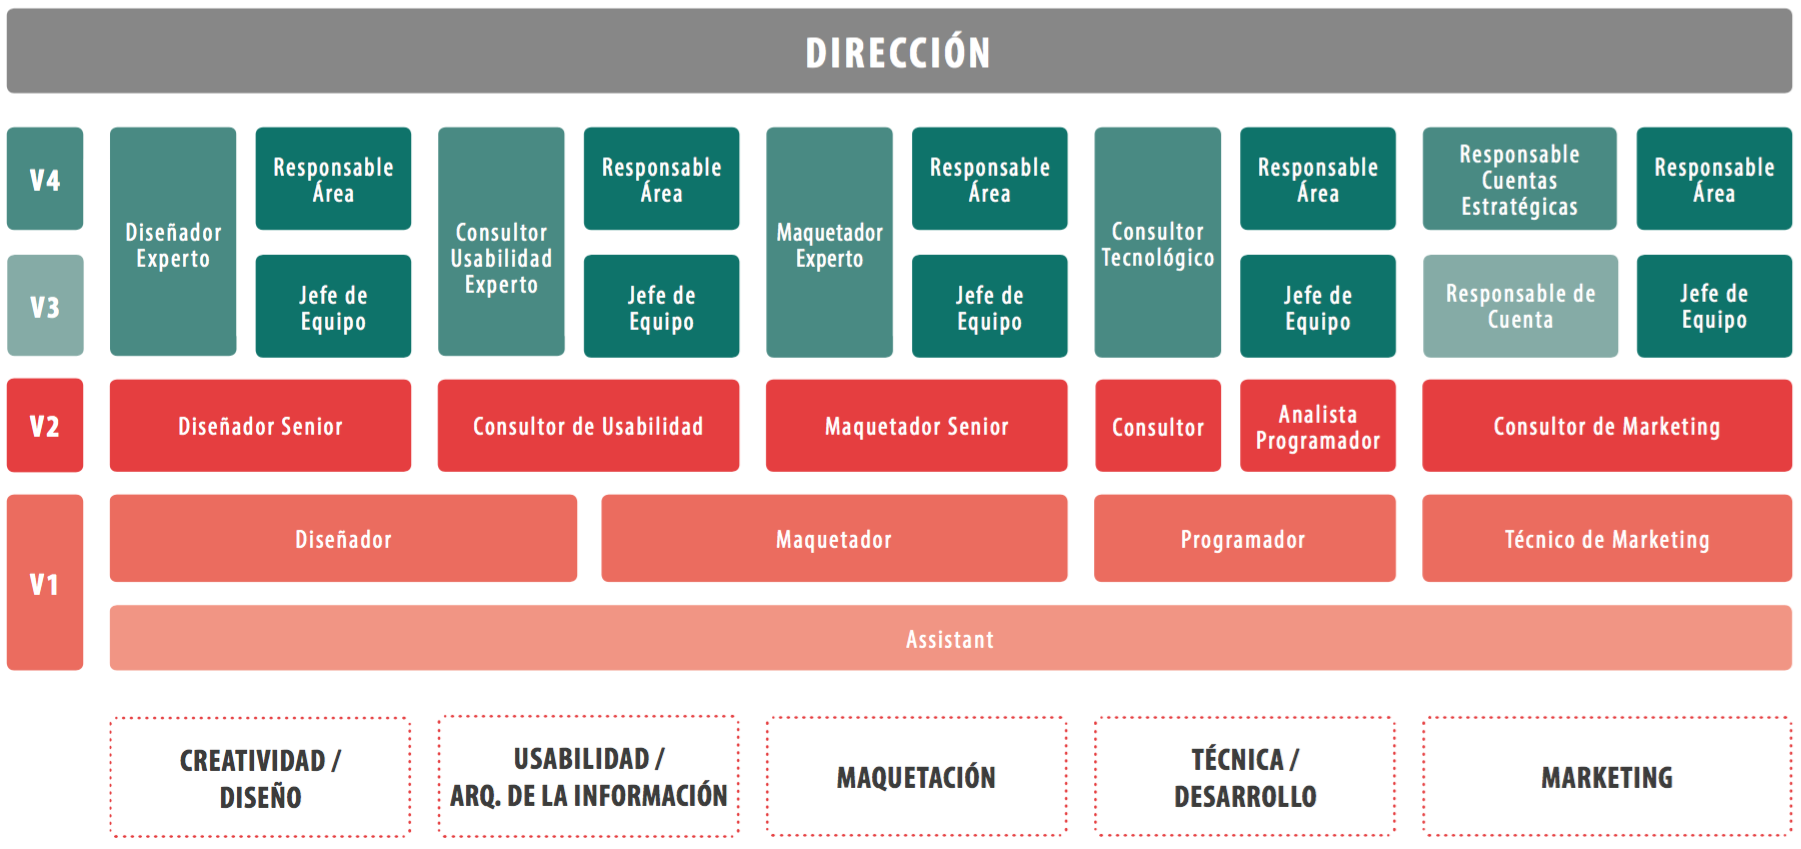 DIRECCIÓN
V4
Diseñador
Experto
Responsable
Área
Consultor
Usabilidad
Experto
Responsable
Área
Maquetador
Experto
Responsable
Área
Consultor
Tecnológico
Responsable
Área
Responsable
Cuentas
Estratégicas
Responsable
Área
V3
Jefe de
Equipo
Jefe de
Equipo
Jefe de
Equipo
Jefe de
Equipo
Responsable de
Cuenta
Jefe de
Equipo
V2
Diseñador Senior
Consultor de Usabilidad
Maquetador Senior
Consultor
Analista
Programador
Consultor de Marketing
V1
Diseñador
Maquetador
Programador
Técnico de Marketing
Assistant
CREATIVIDAD /
DISEÑO
USABILIDAD /
ARQ. DE LA INFORMACIÓN
MAQUETACIÓN
TÉCNICA /
DESARROLLO
MARKETING